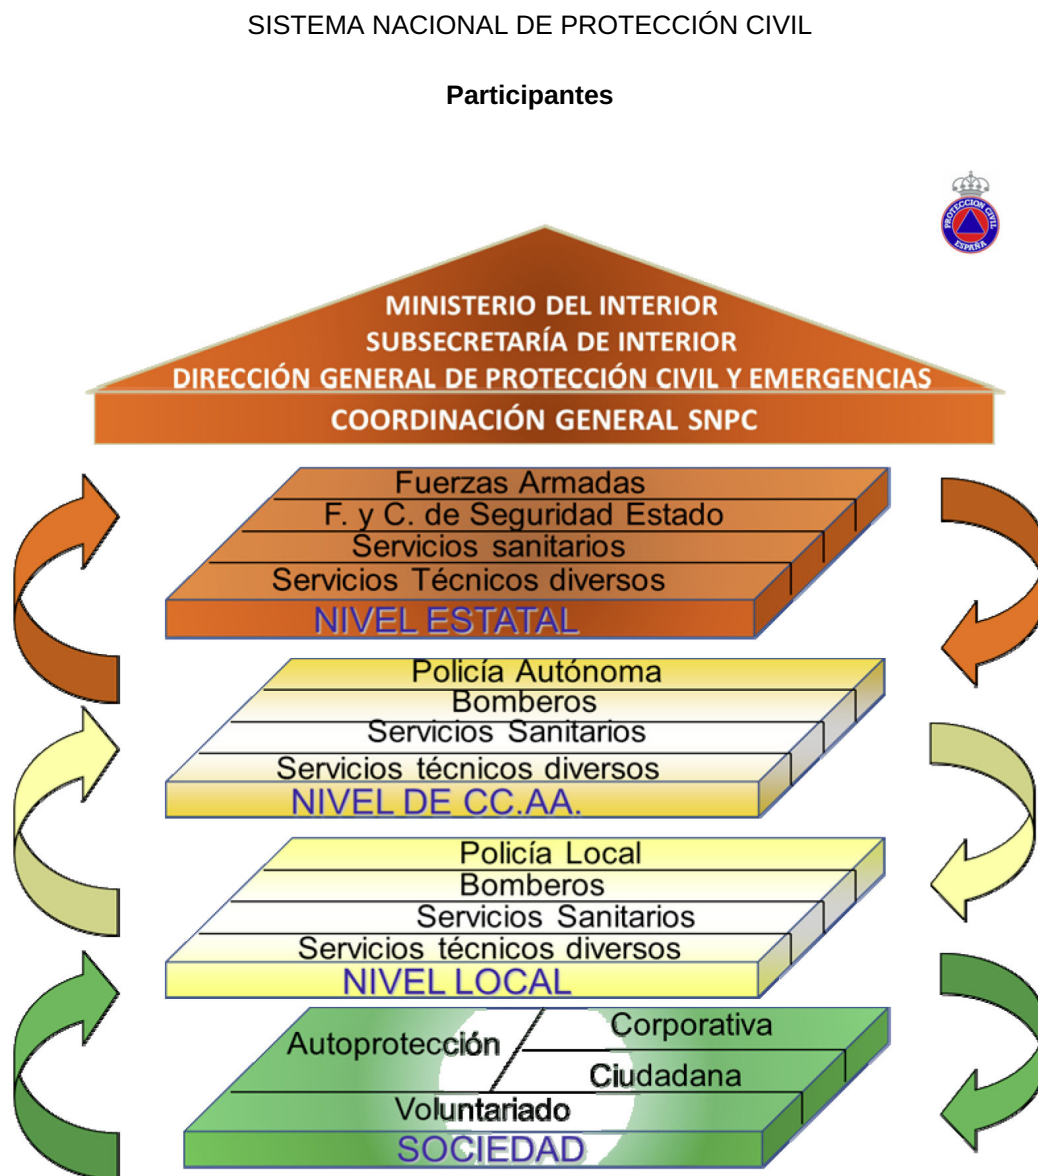 SISTEMA NACIONAL DE PROTECCIÓN CIVIL
Participantes
PROTECCION CIVIL
ESPAÑA
MINISTERIO DEL INTERIOR
SUBSECRETARÍA DE INTERIOR
DIRECCIÓN GENERAL DE PROTECCIÓN CIVIL Y EMERGENCIAS
COORDINACIÓN GENERAL SNPC
Fuerzas Armadas
F. y C. de Seguridad Estado
Servicios sanitarios
Servicios Técnicos diversos
NIVEL ESTATAL
Policía Autónoma
Bomberos
Servicios Sanitarios
Servicios técnicos diversos
NIVEL DE CC.AA.
Policía Local
Bomberos
Servicios Sanitarios
Servicios técnicos diversos
NIVEL LOCAL
Autoprotección
Corporativa
Ciudadana
Voluntariado
SOCIEDAD